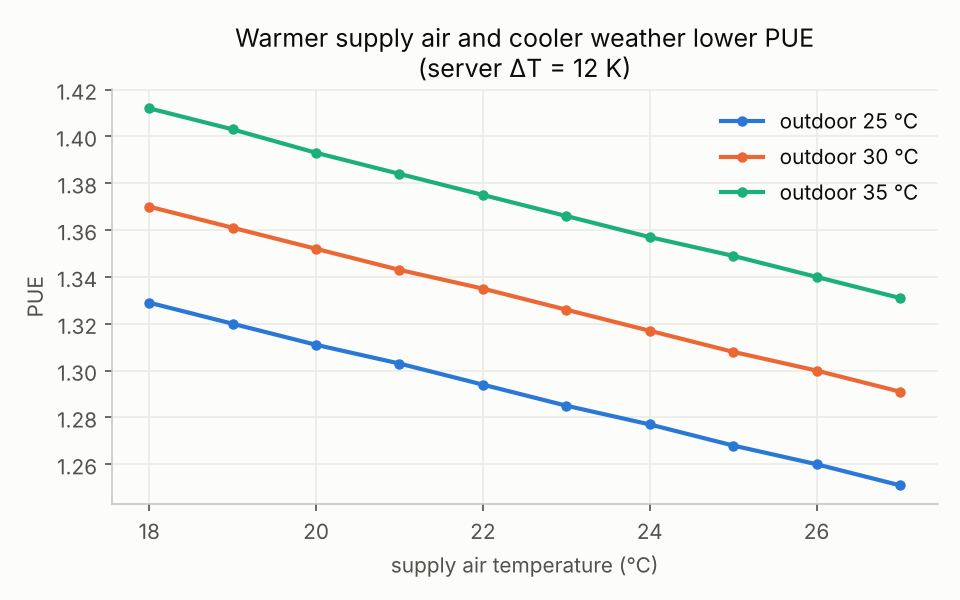 Warmer supply air and cooler weather lower PUE
(server ΔT = 12 K)
1.42
1.40
1.38
1.36
1.34
1.32
1.30
1.28
1.26
PUE
outdoor 25 °C
outdoor 30 °C
outdoor 35 °C
18
20
22
24
26
supply air temperature (°C)